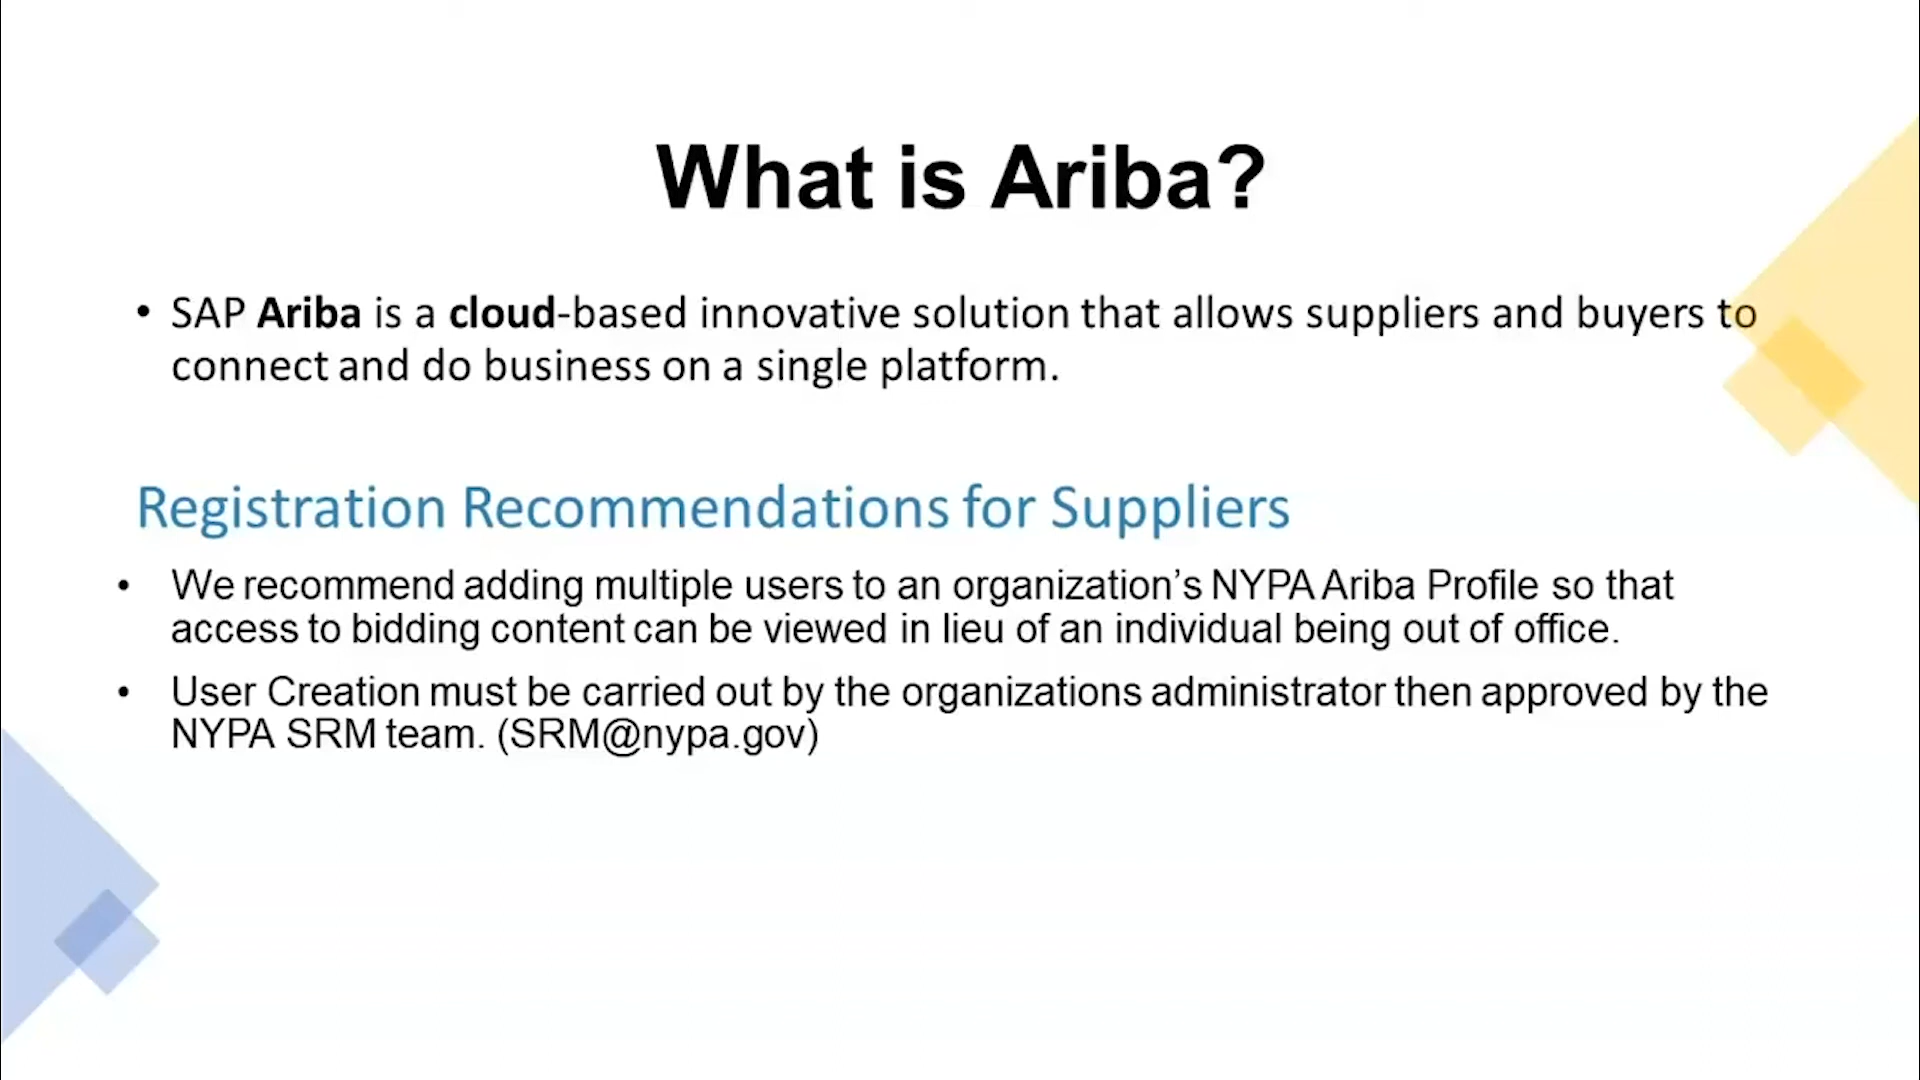 What is Ariba?
• SAP Ariba is a cloud-based innovative solution that allows suppliers and buyers to
connect and do business on a single platform.
Registration Recommendations for Suppliers
• We recommend adding multiple users to an organization’s NYPA Ariba Profile so that
access to bidding content can be viewed in lieu of an individual being out of office.
• User Creation must be carried out by the organizations administrator then approved by the
NYPA SRM team. (SRM@nypa.gov)